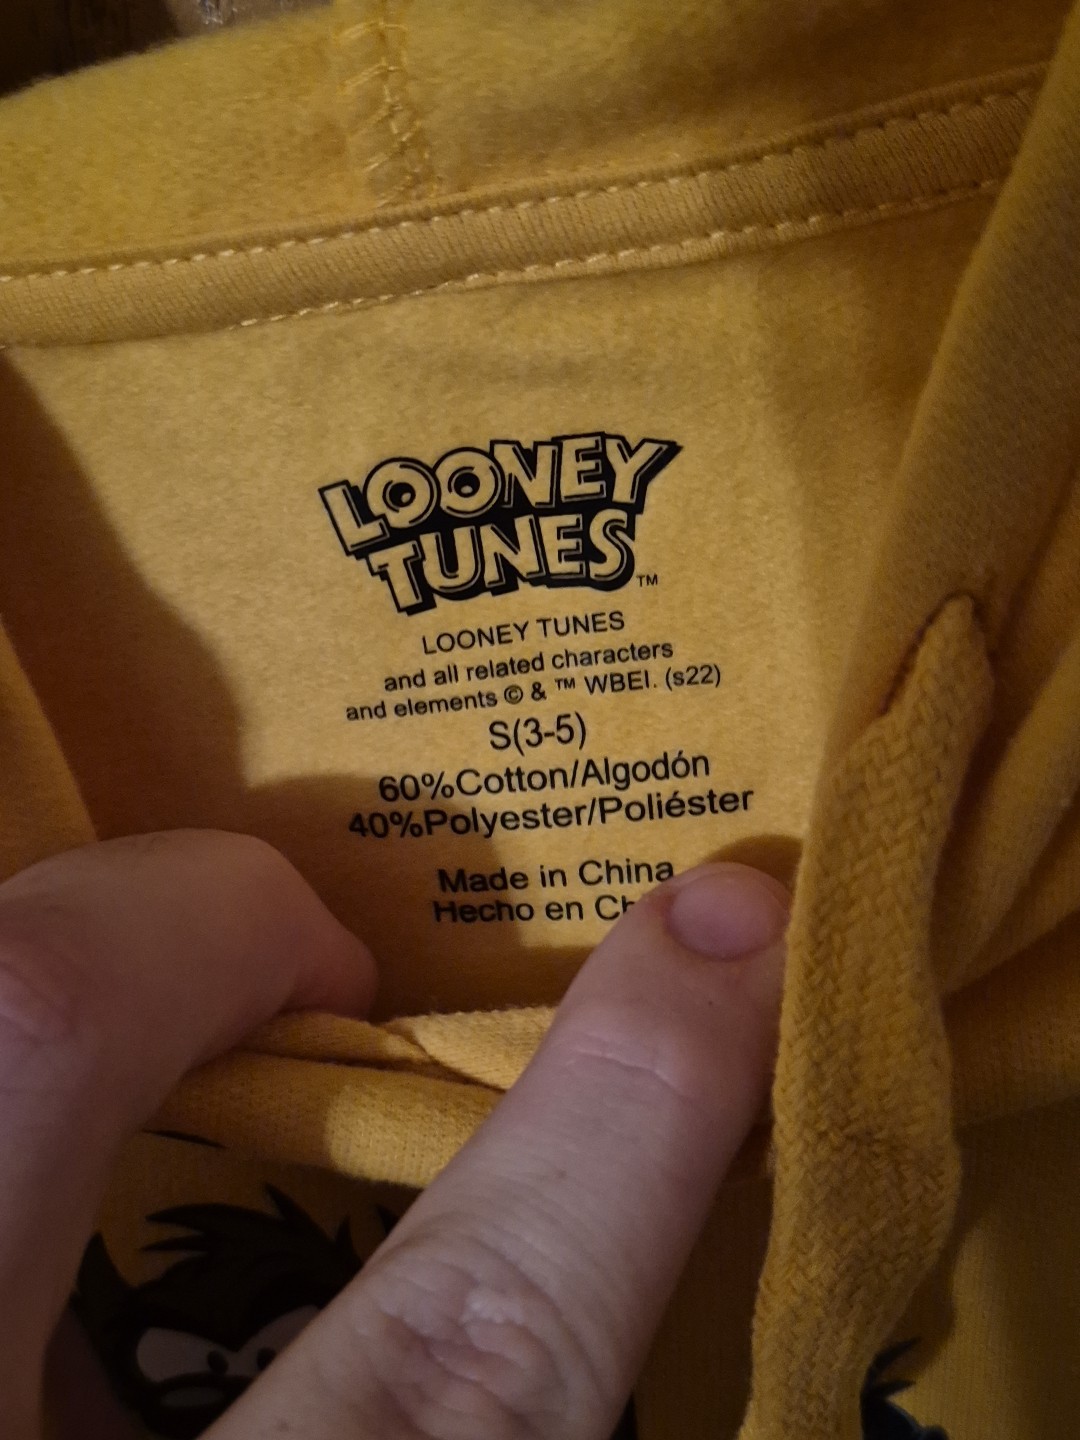 LOONEY
TUNES
TM
LOONEY TUNES
and all related characters
and elements © & ™ WBEI. (s22)
S(3-5)
60%Cotton/Algodón
40%Polyester/Poliéster
Made in China
Hecho en